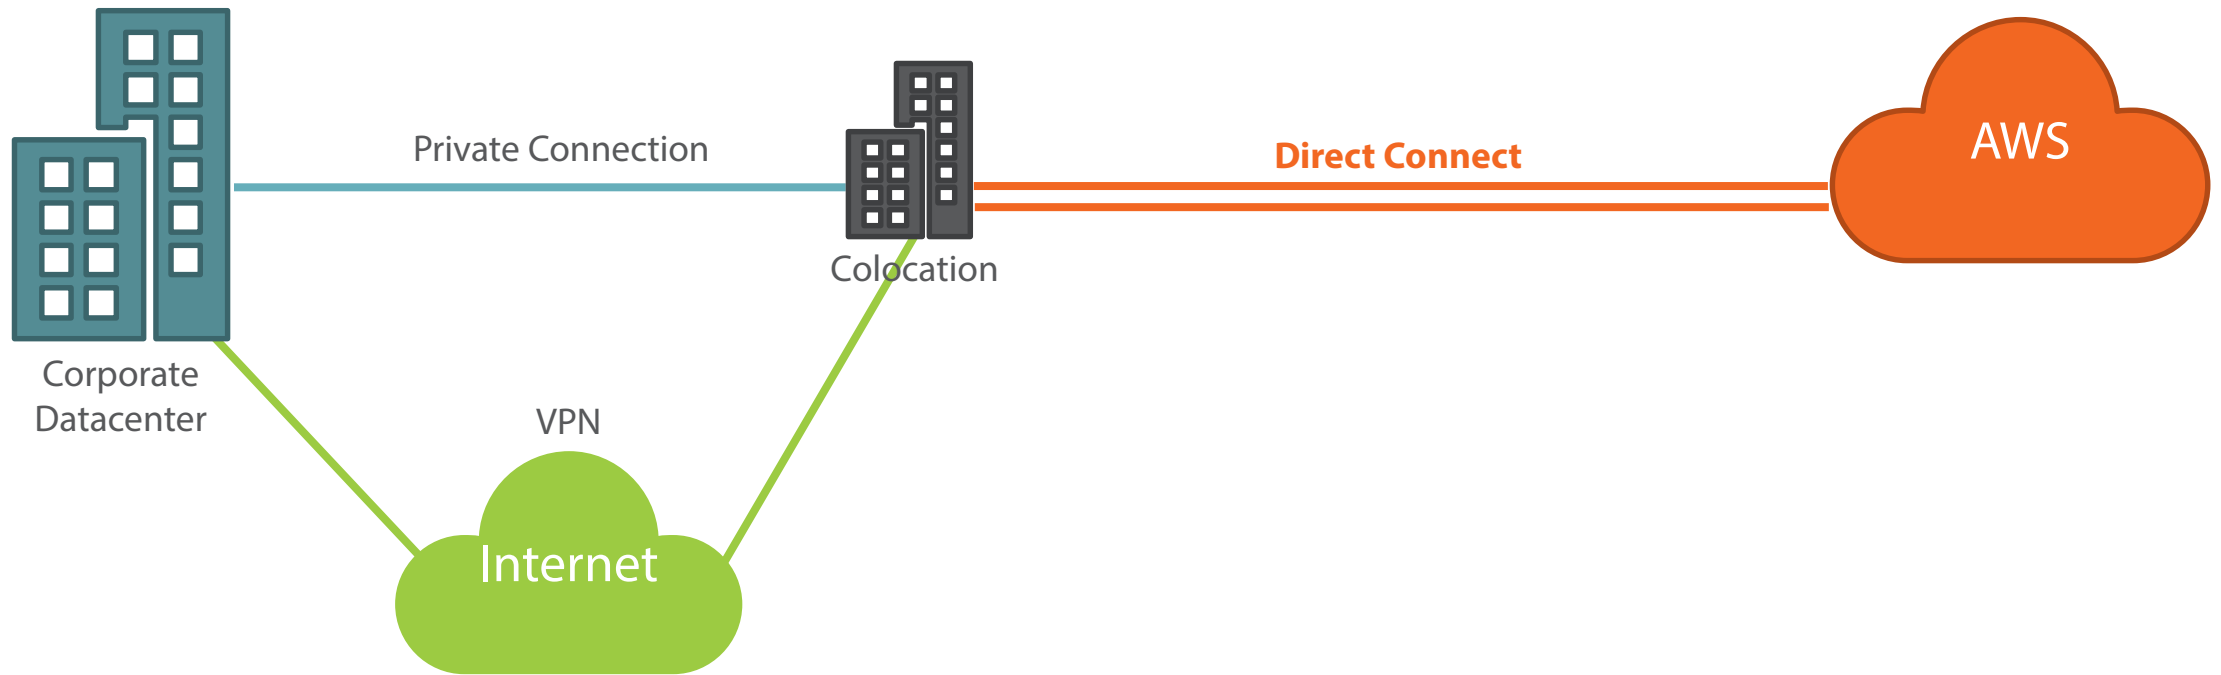 Private Connection
Direct Connect
AWS
Colocation
Corporate
Datacenter
VPN
Internet